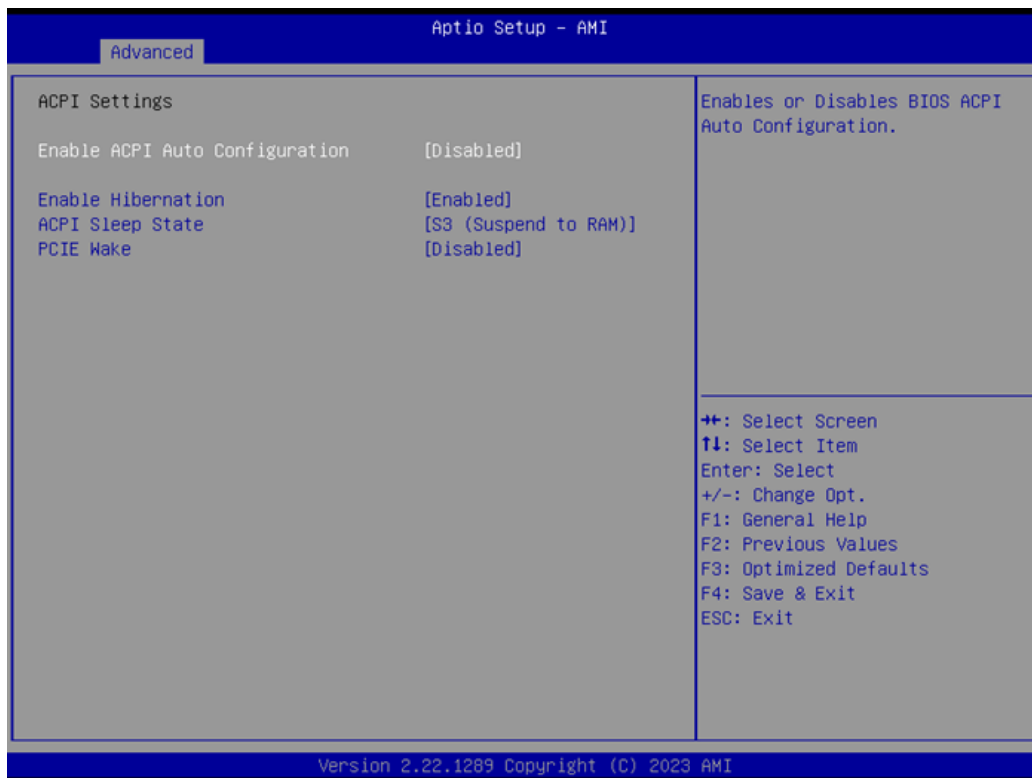 Aptio Setup – AMI
Advanced
ACPI Settings
Enable ACPI Auto Configuration [Disabled]
Enable Hibernation [Enabled]
ACPI Sleep State [S3 (Suspend to RAM)]
PCIE Wake [Disabled]
Enables or Disables BIOS ACPI
Auto Configuration.
→←: Select Screen
↑↓: Select Item
Enter: Select
+/-: Change Opt.
F1: General Help
F2: Previous Values
F3: Optimized Defaults
F4: Save & Exit
ESC: Exit
Version 2.22.1289 Copyright (C) 2023 AMI